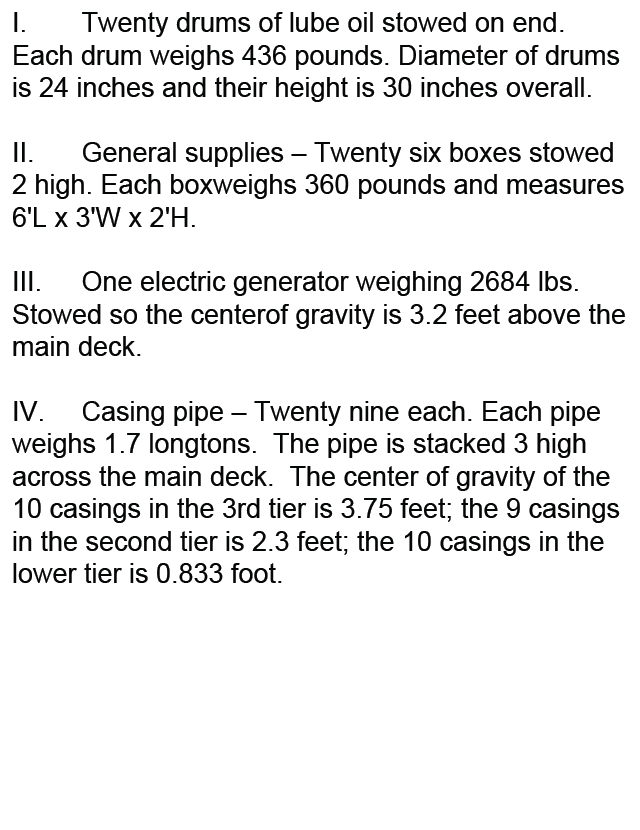 I. Twenty drums of lube oil stowed on end.
Each drum weighs 436 pounds. Diameter of drums
is 24 inches and their height is 30 inches overall.
II. General supplies – Twenty six boxes stowed
2 high. Each boxweighs 360 pounds and measures
6'L x 3'W x 2'H.
III. One electric generator weighing 2684 lbs.
Stowed so the centerof gravity is 3.2 feet above the
main deck.
IV. Casing pipe – Twenty nine each. Each pipe
weighs 1.7 longtons. The pipe is stacked 3 high
across the main deck. The center of gravity of the
10 casings in the 3rd tier is 3.75 feet; the 9 casings
in the second tier is 2.3 feet; the 10 casings in the
lower tier is 0.833 foot.